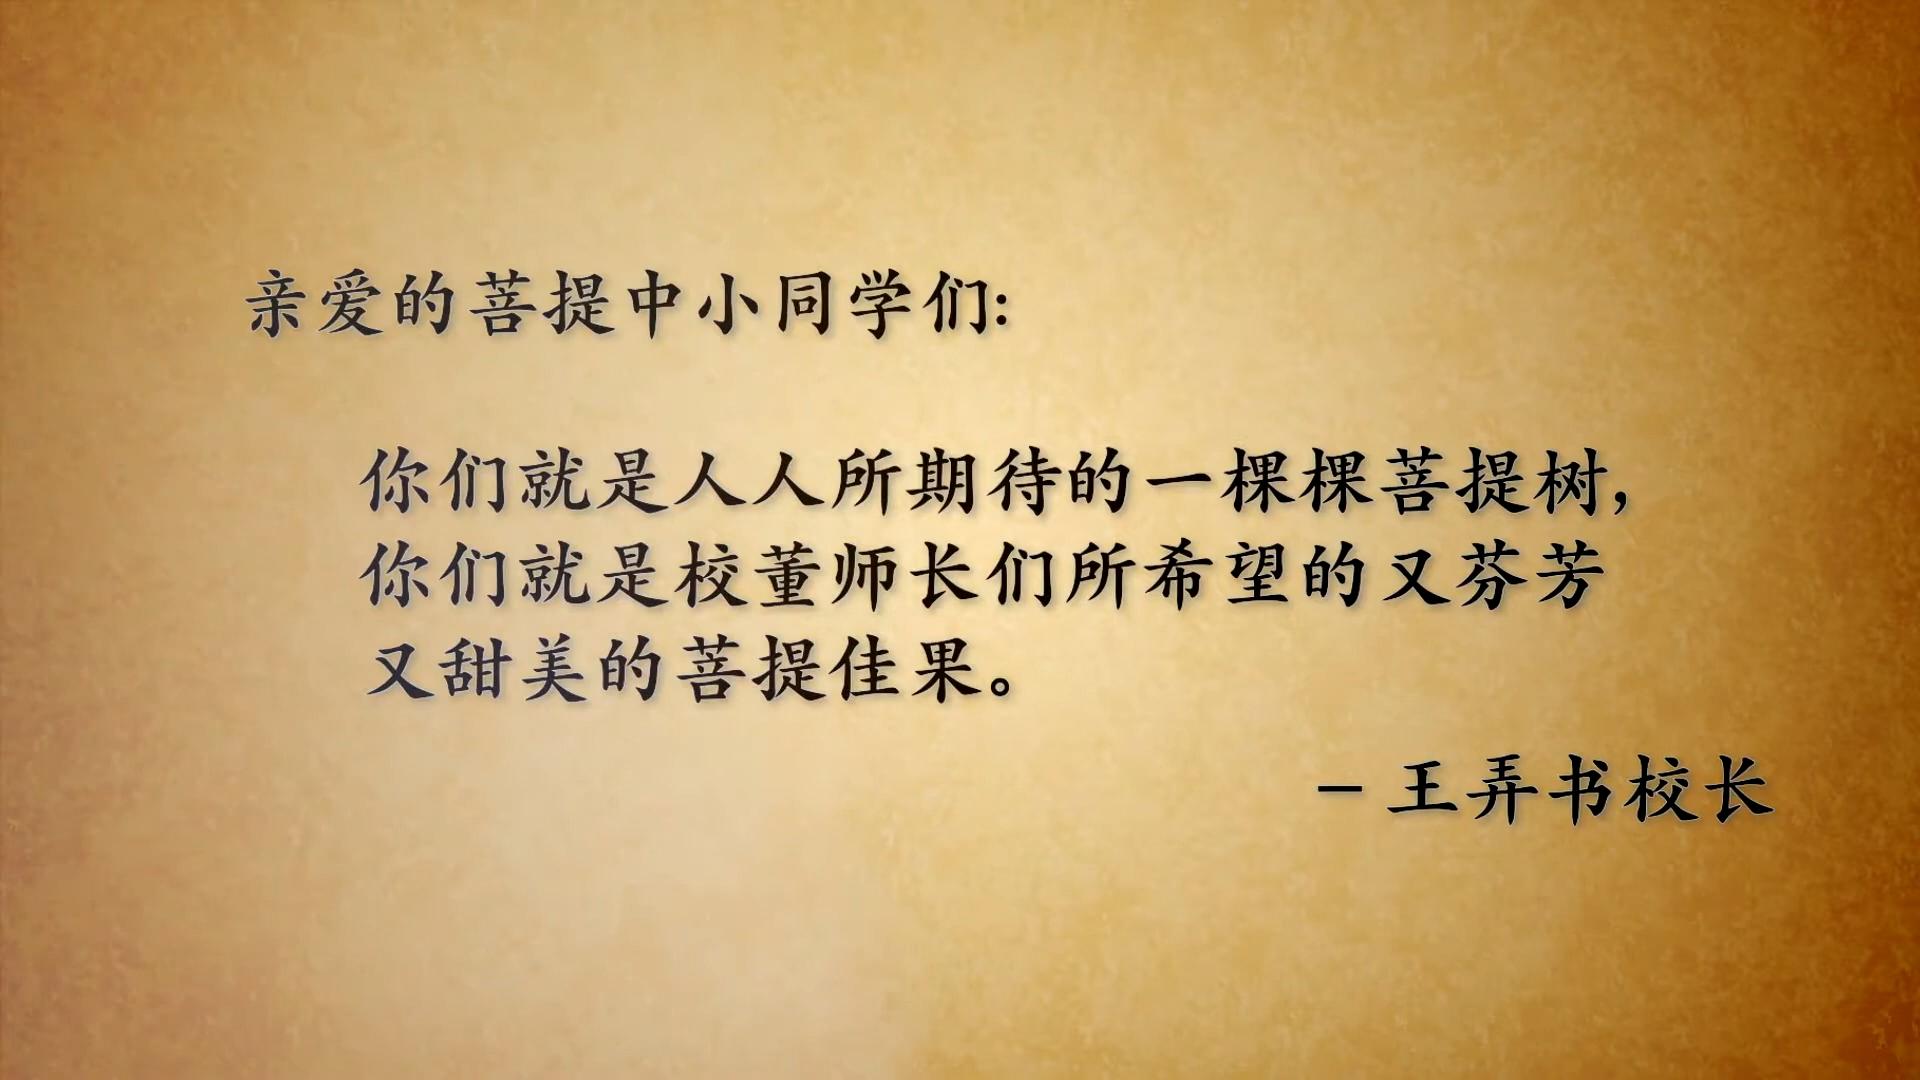 亲爱的菩提中小同学们:
你们就是人人所期待的一棵棵菩提树,
你们就是校董师长们所希望的又芬芳
又甜美的菩提佳果。
– 王弄书校长